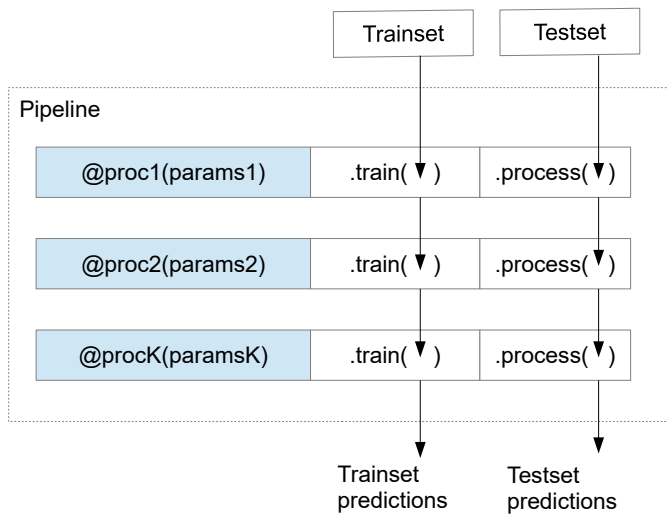 Trainset Testset
Pipeline
@proc1(params1) .train( ) .process( )
@proc2(params2) .train( ) .process( )
@procK(paramsK) .train( ) .process( )
Trainset Testset
predictions predictions